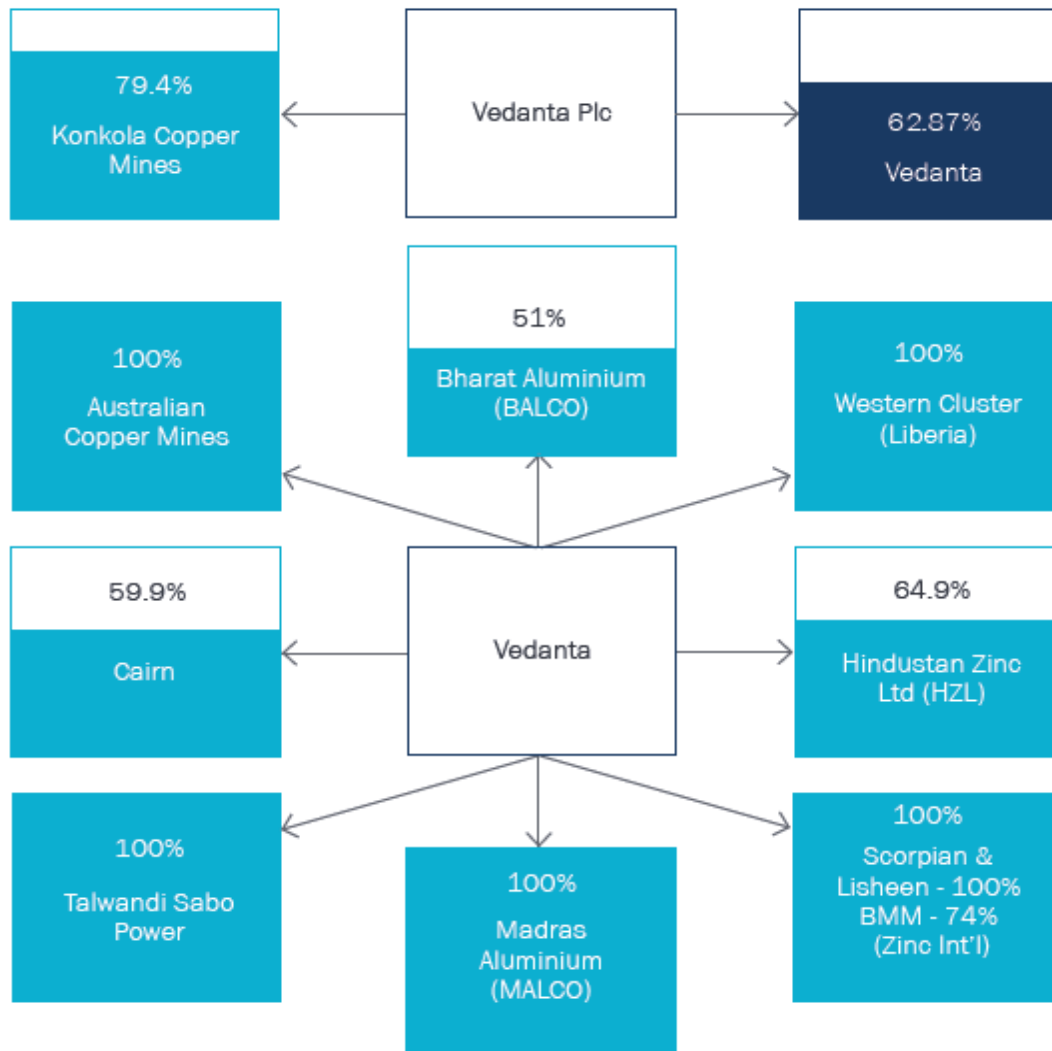 79.4%
Konkola Copper
Mines
Vedanta Plc
62.87%
Vedanta
100%
Australian
Copper Mines
51%
Bharat Aluminium
(BALCO)
100%
Western Cluster
(Liberia)
59.9%
Cairn
Vedanta
64.9%
Hindustan Zinc
Ltd (HZL)
100%
Talwandi Sabo
Power
100%
Madras
Aluminium
(MALCO)
100%
Scorpian &
Lisheen - 100%
BMM - 74%
(Zinc Int'l)